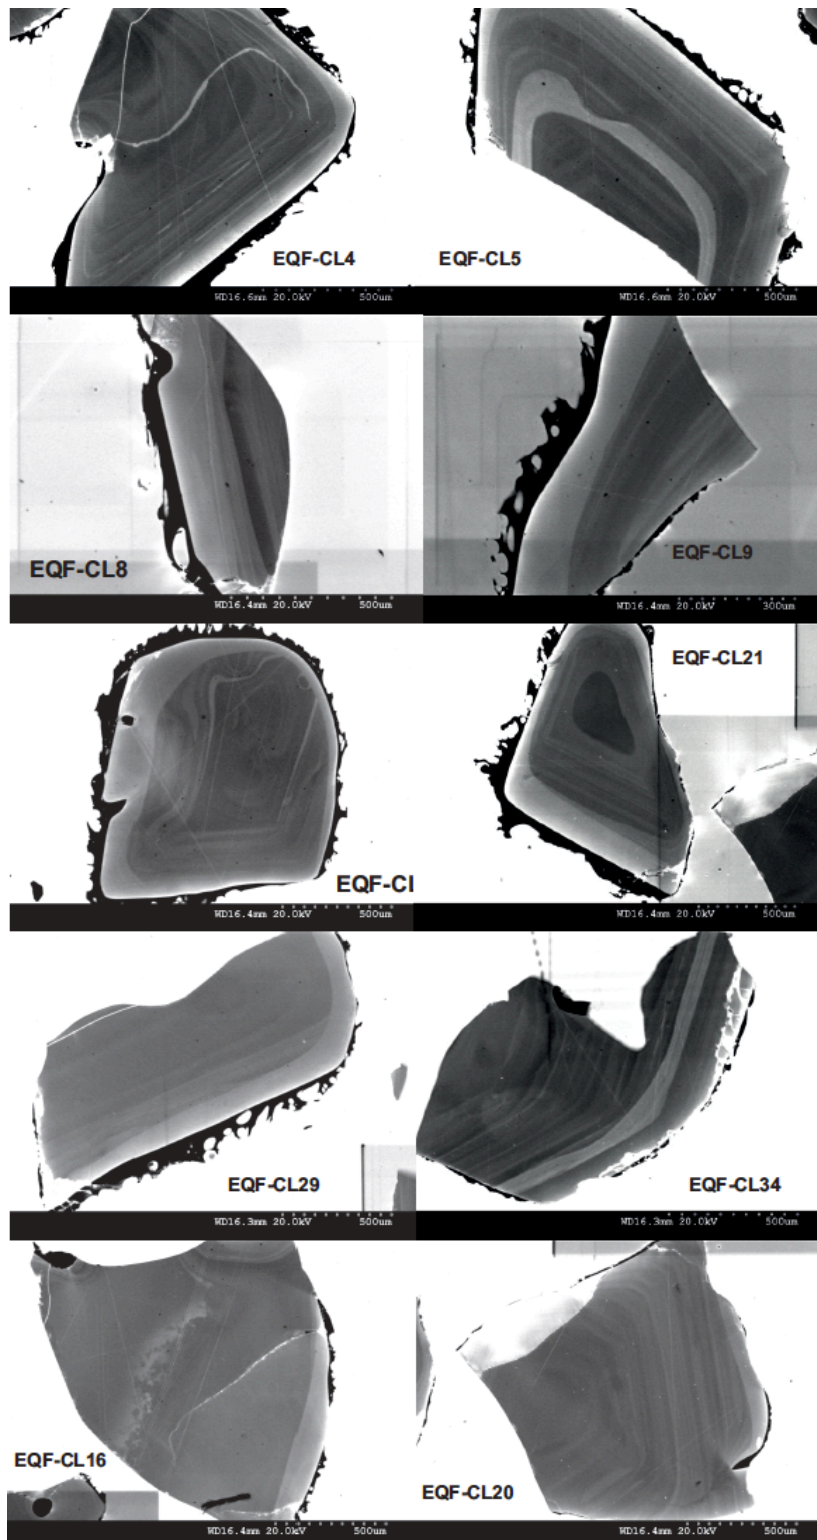 EQF-CL4
WD16.6mm 20.0kV 500um
EQF-CL5
WD16.6mm 20.0kV 500um
EQF-CL8
WD16.4mm 20.0kV 500um
EQF-CL9
WD16.4mm 20.0kV 300um
EQF-Cl
WD16.4mm 20.0kV 500um
EQF-CL21
WD16.4mm 20.0kV 500um
EQF-CL29
WD16.3mm 20.0kV 500um
EQF-CL34
WD16.3mm 20.0kV 500um
EQF-CL16
WD16.4mm 20.0kV 500um
EQF-CL20
WD16.4mm 20.0kV 500um